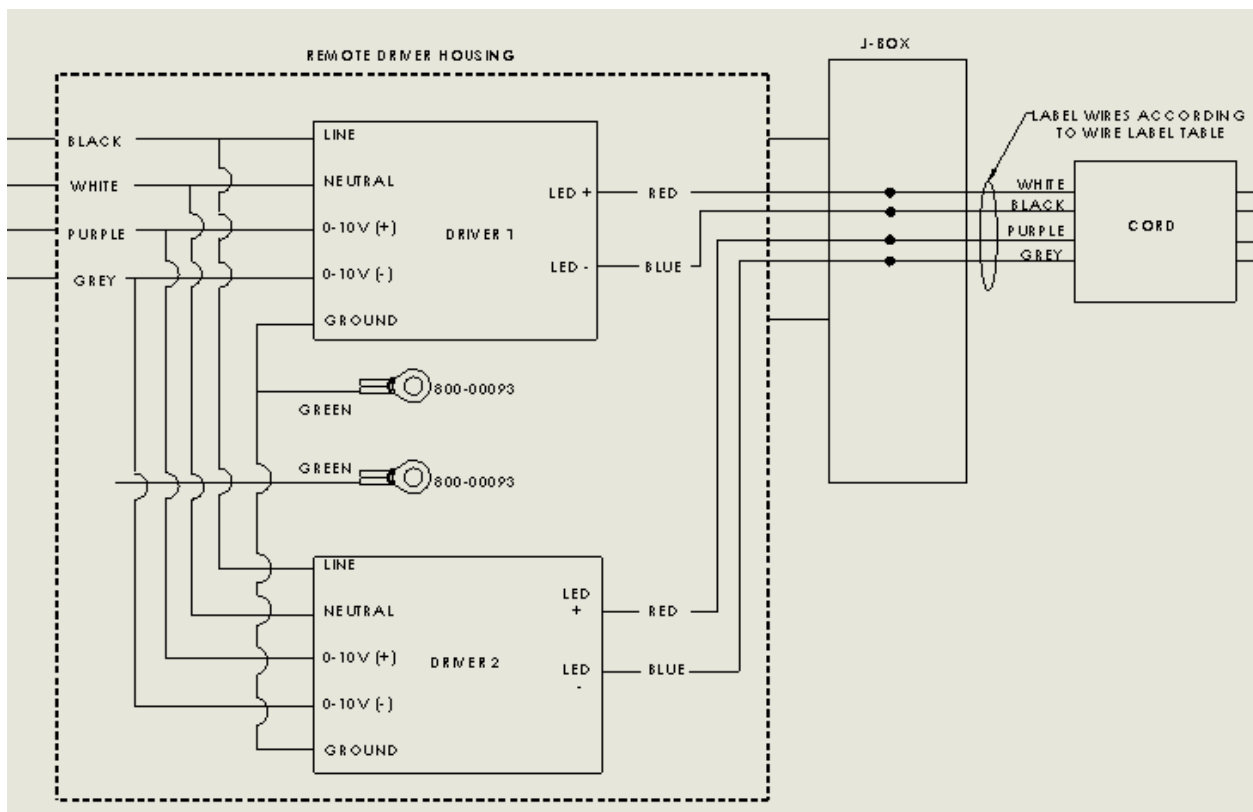 J-BOX
REMOTE DRIVER HOUSING
LABEL WIRES ACCORDING
TO WIRE LABEL TABLE
BLACK
WHITE
PURPLE
GREY
LINE
NEUTRAL
0-10V (+)
0-10V (-)
GROUND
DRIVER 1
LED +
LED -
RED
BLUE
WHITE
BLACK
PURPLE
GREY
CORD
GREEN
800-00093
GREEN
800-00093
LINE
NEUTRAL
0-10V (+)
0-10V (-)
GROUND
DRIVER 2
LED
+
LED
-
RED
BLUE